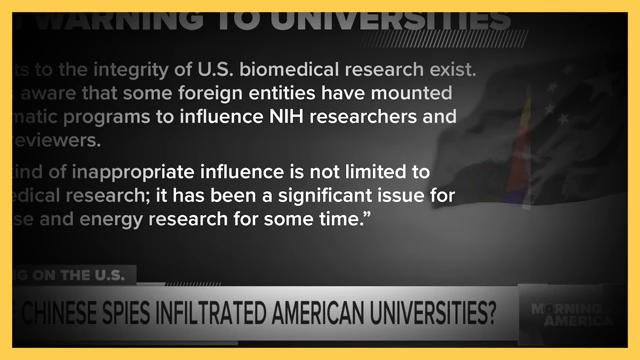 WARNING TO UNIVERSITIES
ts to the integrity of U.S. biomedical research exist.
aware that some foreign entities have mounted
matic programs to influence NIH researchers and
eviewers.
ind of inappropriate influence is not limited to
edical research; it has been a significant issue for
se and energy research for some time.”
NG ON THE U.S.
CHINESE SPIES INFILTRATED AMERICAN UNIVERSITIES?
MORNING
AMERICA